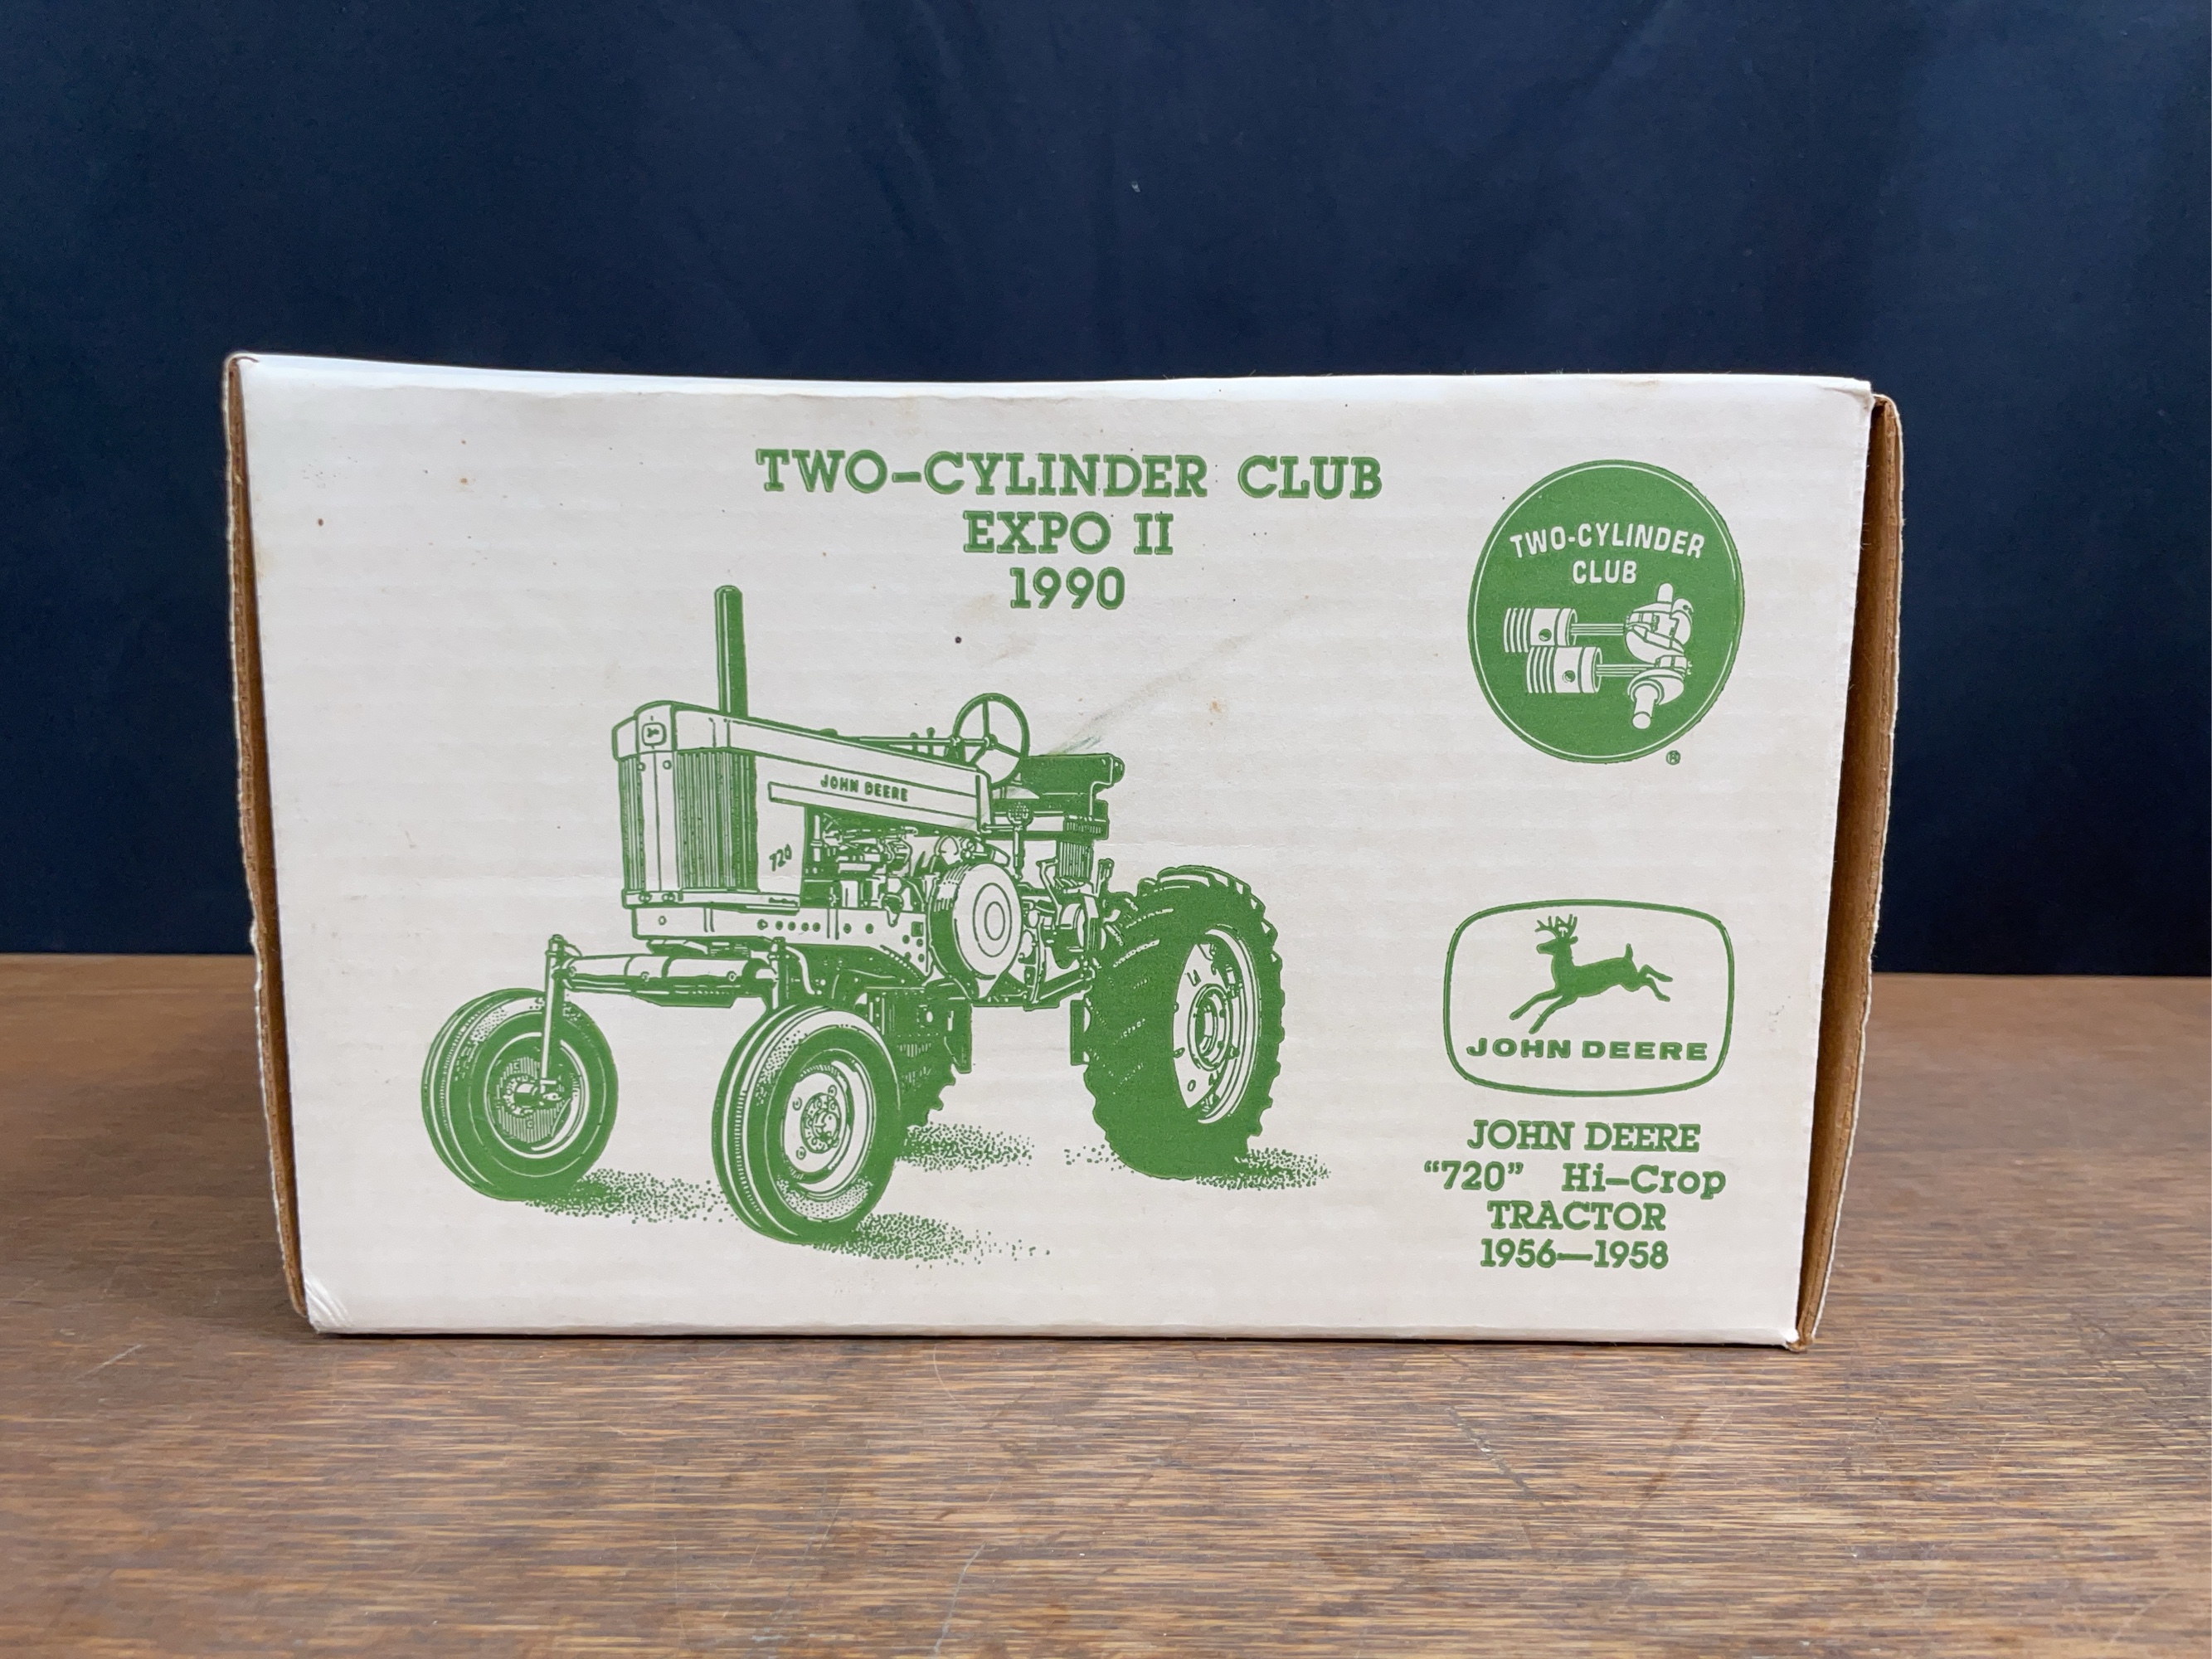 TWO-CYLINDER CLUB
EXPO II
1990
TWO-CYLINDER
CLUB
®
JOHN DEERE
720
JOHN DEERE
JOHN DEERE
“720” Hi-Crop
TRACTOR
1956—1958